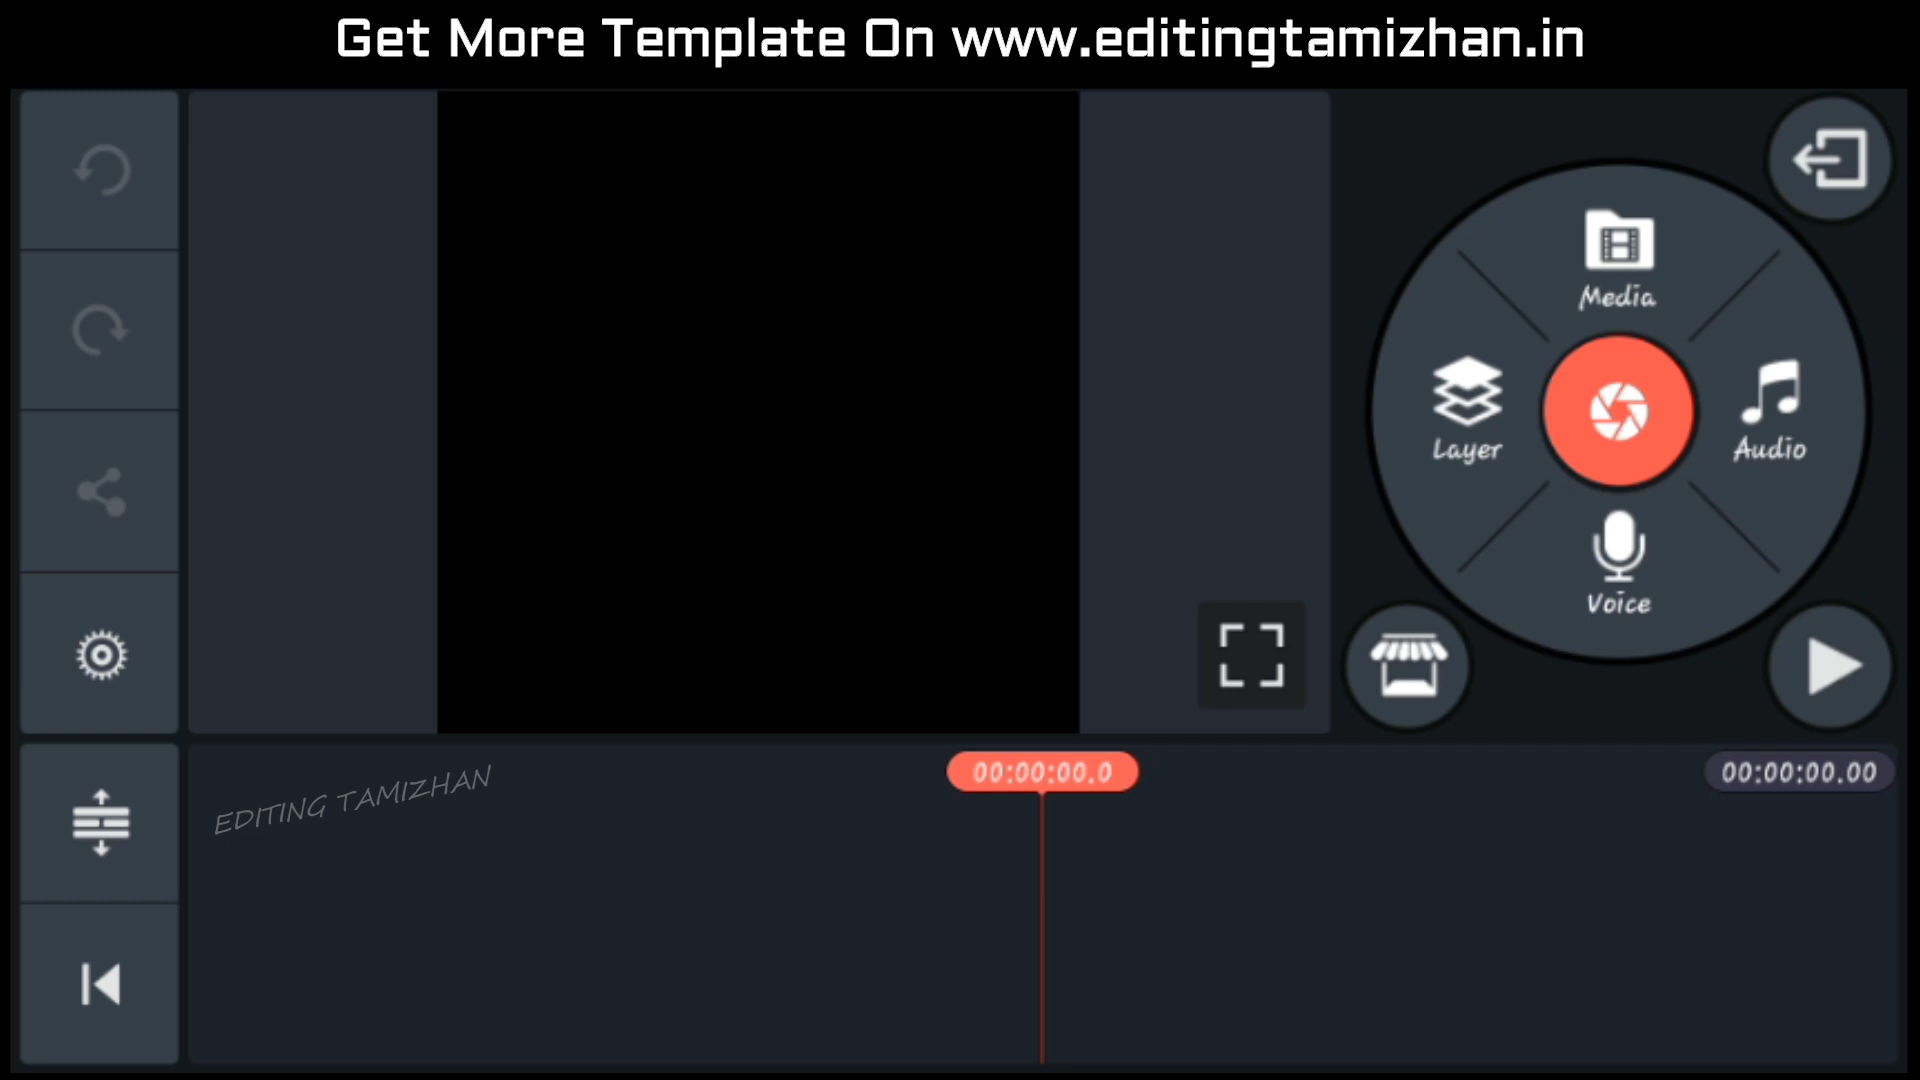 Get More Template On www.editingtamizhan.in
Media
Layer
Audio
Voice
EDITING TAMIZHAN
00:00:00.0
00:00:00.00